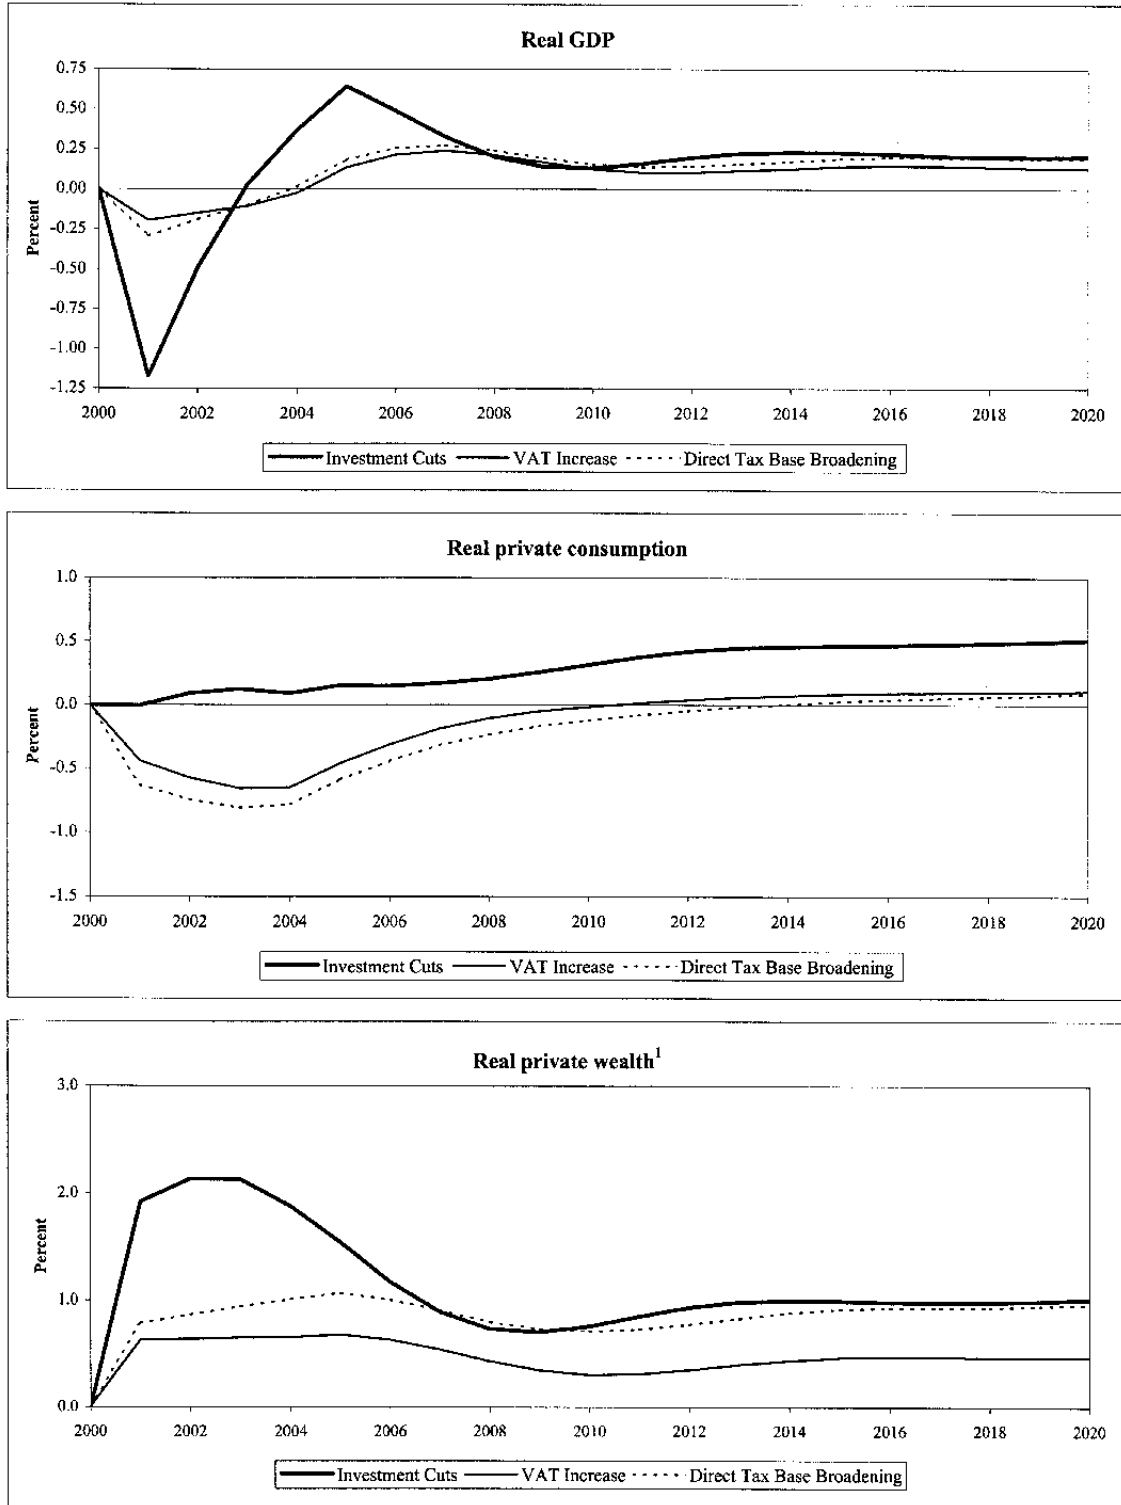 Real GDP
0.75
0.50
0.25
0.00
-0.25
-0.50
-0.75
-1.00
-1.25
Percent
2000 2002 2004 2006 2008 2010 2012 2014 2016 2018 2020
Investment Cuts VAT Increase Direct Tax Base Broadening
Real private consumption
1.0
0.5
0.0
-0.5
-1.0
-1.5
Percent
2000 2002 2004 2006 2008 2010 2012 2014 2016 2018 2020
Investment Cuts VAT Increase Direct Tax Base Broadening
Real private wealth¹
3.0
2.0
1.0
0.0
Percent
2000 2002 2004 2006 2008 2010 2012 2014 2016 2018 2020
Investment Cuts VAT Increase Direct Tax Base Broadening